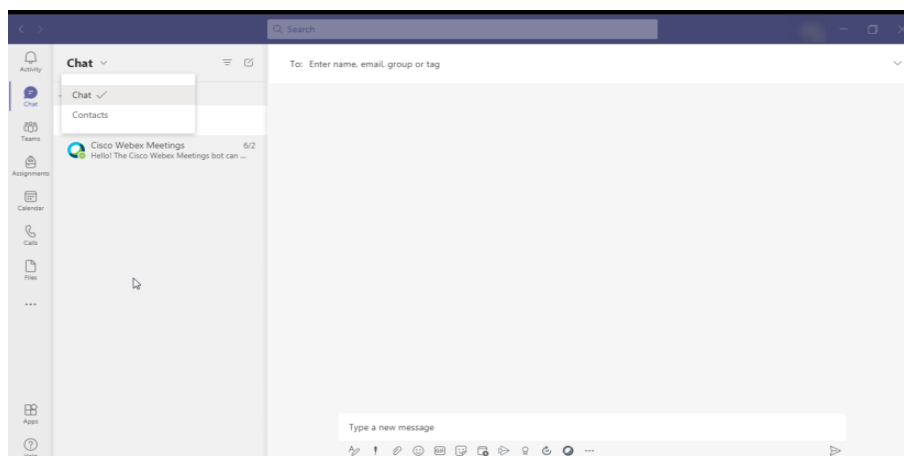 Search
Activity
Chat
Teams
Assignments
Calendar
Calls
Files
Apps
Help
Chat
Chat
Contacts
Cisco Webex Meetings 6/2
Hello! The Cisco Webex Meetings bot can ...
To: Enter name, email, group or tag
Type a new message
GIF